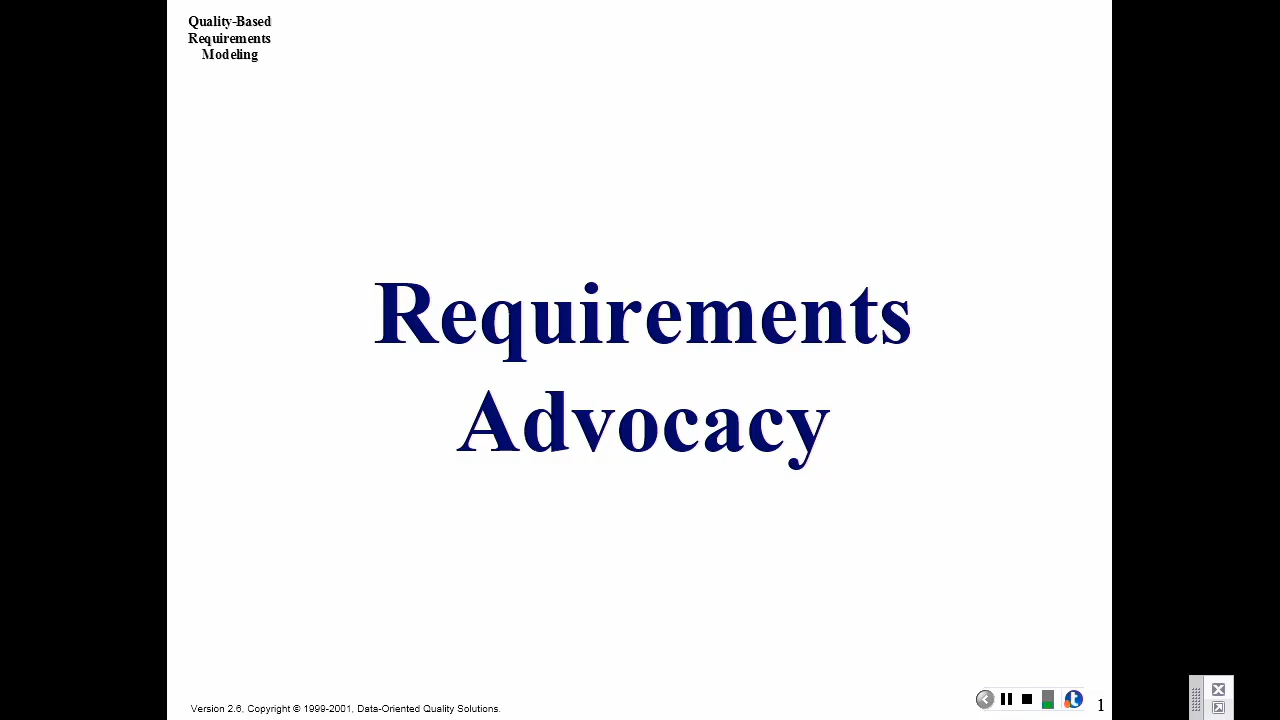 Quality-Based
Requirements
Modeling
Requirements
Advocacy
Version 2.6, Copyright © 1999-2001, Data-Oriented Quality Solutions.
t
1